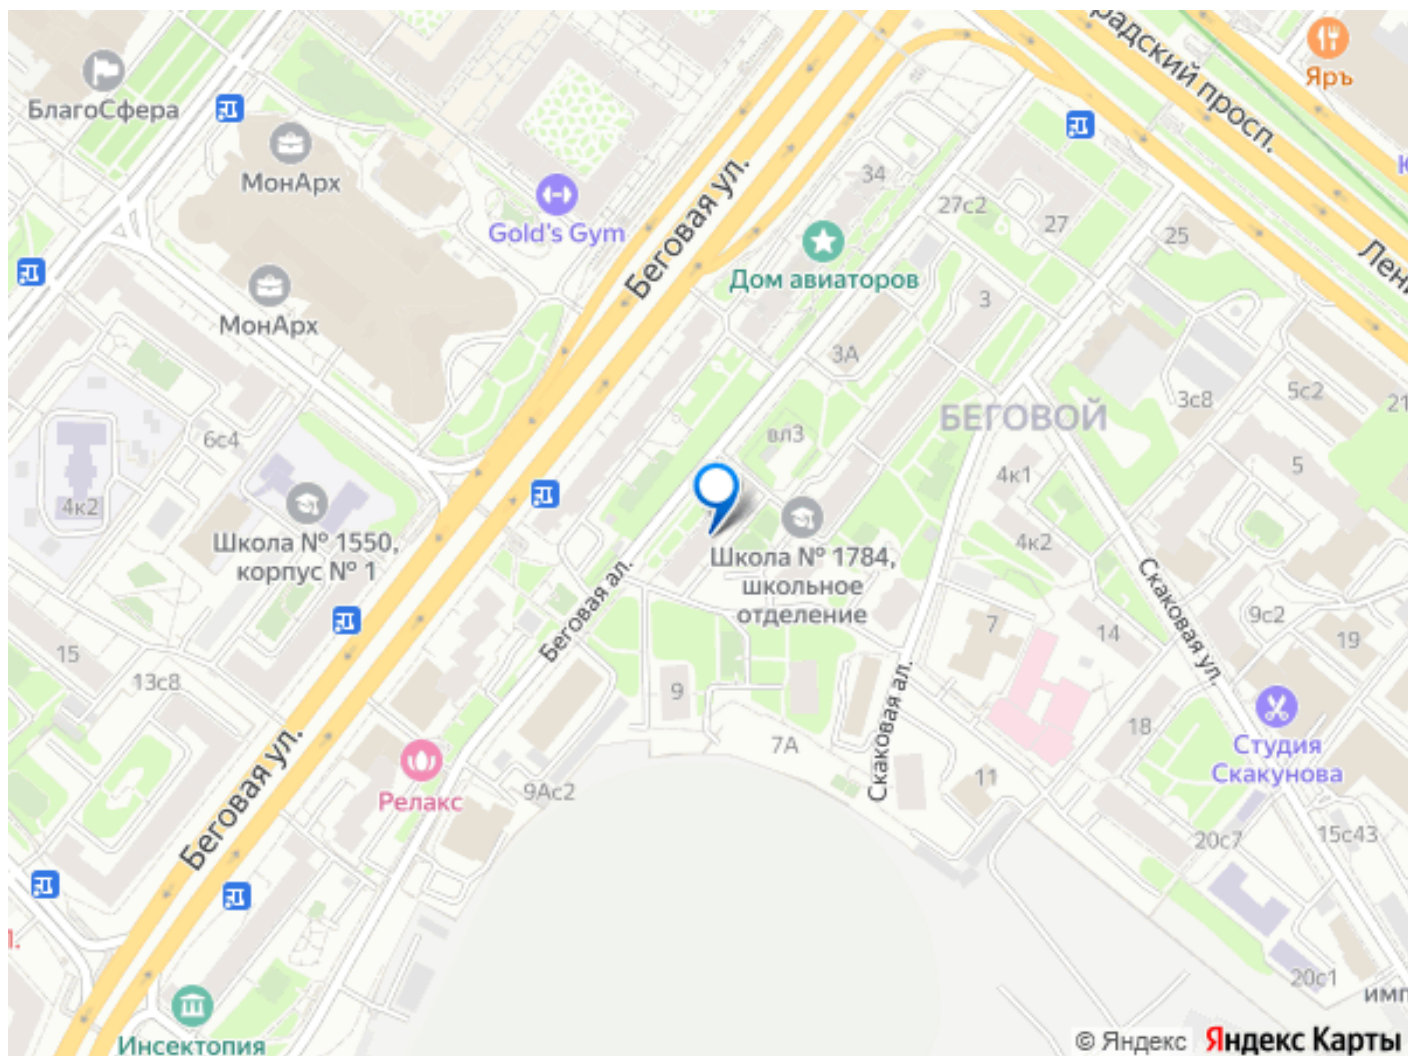 радский просп.
Яръ
БлагоСфера
МонАрх
Gold's Gym
Беговая ул.
34
27с2
27
25
Лени
Дом авиаторов
МонАрх
3
3А
3с8
5с2
21
БЕГОВОЙ
6с4
вл3
4к1
5
4к2
Школа № 1550,
корпус № 1
Школа № 1784,
школьное
отделение
4к2
Беговая ал.
Скаковая ул.
9с2
7
14
19
15
13с8
9
Скаковая ал.
18
Студия
Скакунова
7А
11
Релакс
9Ас2
Беговая ул.
20с7
15с43
20с1
имп
Инсектопия
© Яндекс Яндекс Карты